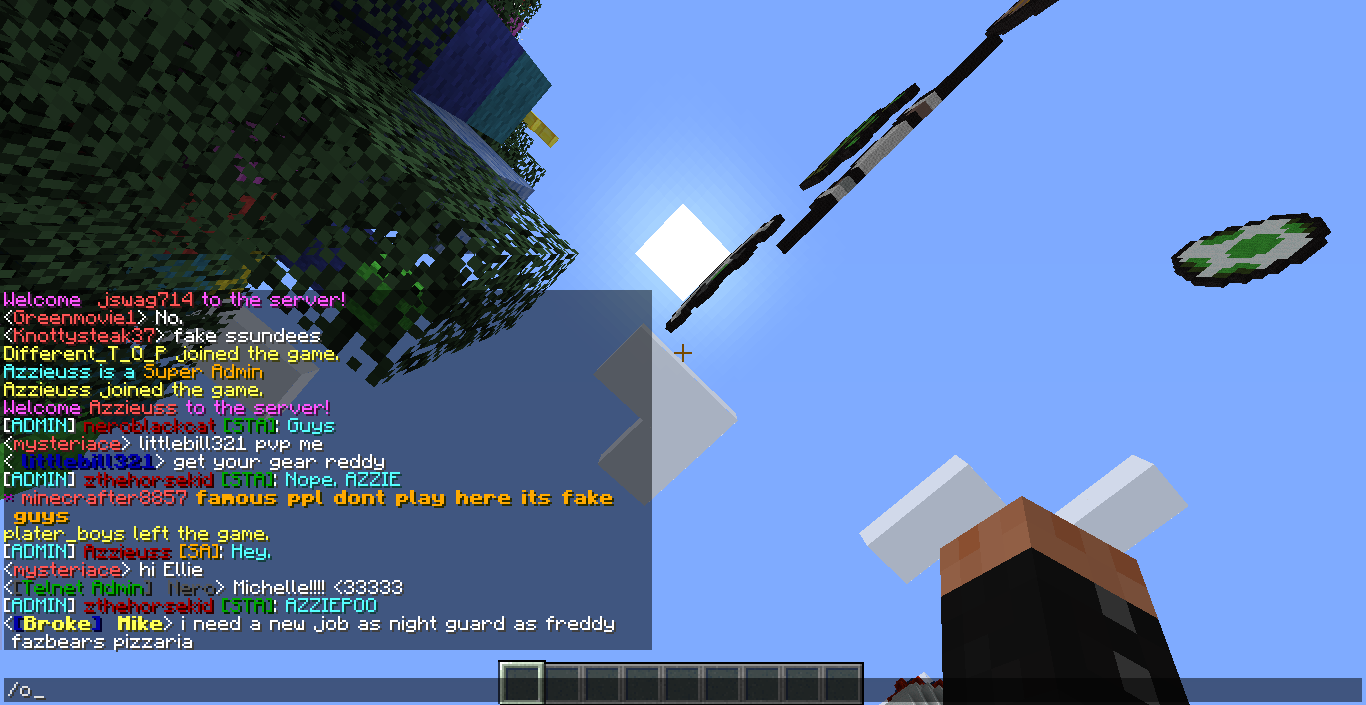 Welcome  jswag714 to the server!
<Greenmovie1> No.
<Knottysteak37> fake ssundees
Different_T_O_P joined the game.
Azzieuss is a Super Admin
Azzieuss joined the game.
Welcome Azzieuss to the server!
[ADMIN] neroblackcat [STA]: Guys
<mysteriace> littlebill321 pvp me
< littlebill321> get your gear reddy
[ADMIN] zthehorsekid [STA]: Nope. AZZIE
* minecrafter8857 famous ppl dont play here its fake
guys
plater_boys left the game.
[ADMIN] Azzieuss [SA]: Hey.
<mysteriace> hi Ellie
<[Telnet Admin] Nero> Michelle!!!! <33333
[ADMIN] zthehorsekid [STA]: AZZIEPOO
<[Broke] Mike> i need a new job as night guard as freddy
fazbears pizzaria
/o_